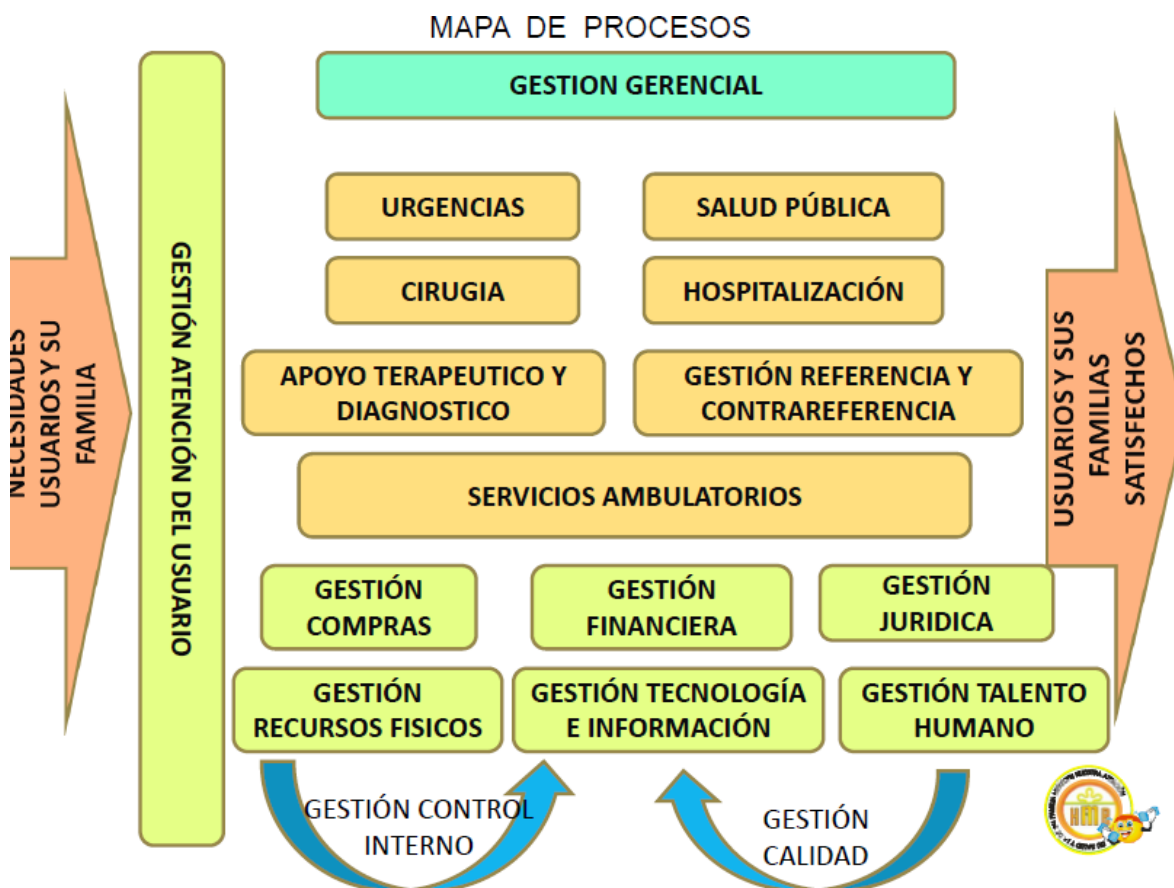 MAPA DE PROCESOS
GESTION GERENCIAL
NECESIDADES
USUARIOS Y SU
FAMILIA
GESTIÓN ATENCIÓN DEL USUARIO
URGENCIAS
SALUD PÚBLICA
CIRUGIA
HOSPITALIZACIÓN
APOYO TERAPEUTICO Y
DIAGNOSTICO
GESTIÓN REFERENCIA Y
CONTRAREFERENCIA
SERVICIOS AMBULATORIOS
GESTIÓN
COMPRAS
GESTIÓN
FINANCIERA
GESTIÓN
JURIDICA
GESTIÓN
RECURSOS FISICOS
GESTIÓN TECNOLOGÍA
E INFORMACIÓN
GESTIÓN TALENTO
HUMANO
USUARIOS Y SUS
FAMILIAS
SATISFECHOS
GESTIÓN CONTROL
INTERNO
GESTIÓN
CALIDAD